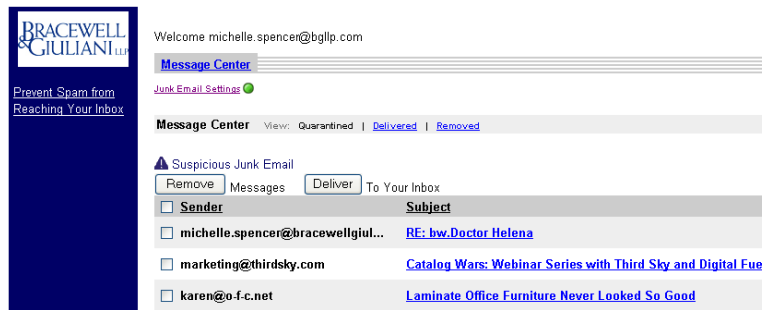 BRACEWELL
& GIULIANI LLP
Prevent Spam from
Reaching Your Inbox
Welcome michelle.spencer@bgllp.com
Message Center
Junk Email Settings
Message Center View: Quarantined | Delivered | Removed
Suspicious Junk Email
Remove Messages Deliver To Your Inbox
Sender Subject
michelle.spencer@bracewellgiul... RE: bw.Doctor Helena
marketing@thirdsky.com Catalog Wars: Webinar Series with Third Sky and Digital Fue
karen@o-f-c.net Laminate Office Furniture Never Looked So Good